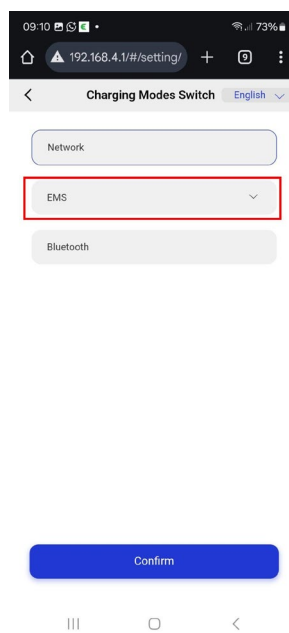 09:10
73%
192.168.4.1/#/setting/
9
Charging Modes Switch
English
Network
EMS
Bluetooth
Confirm